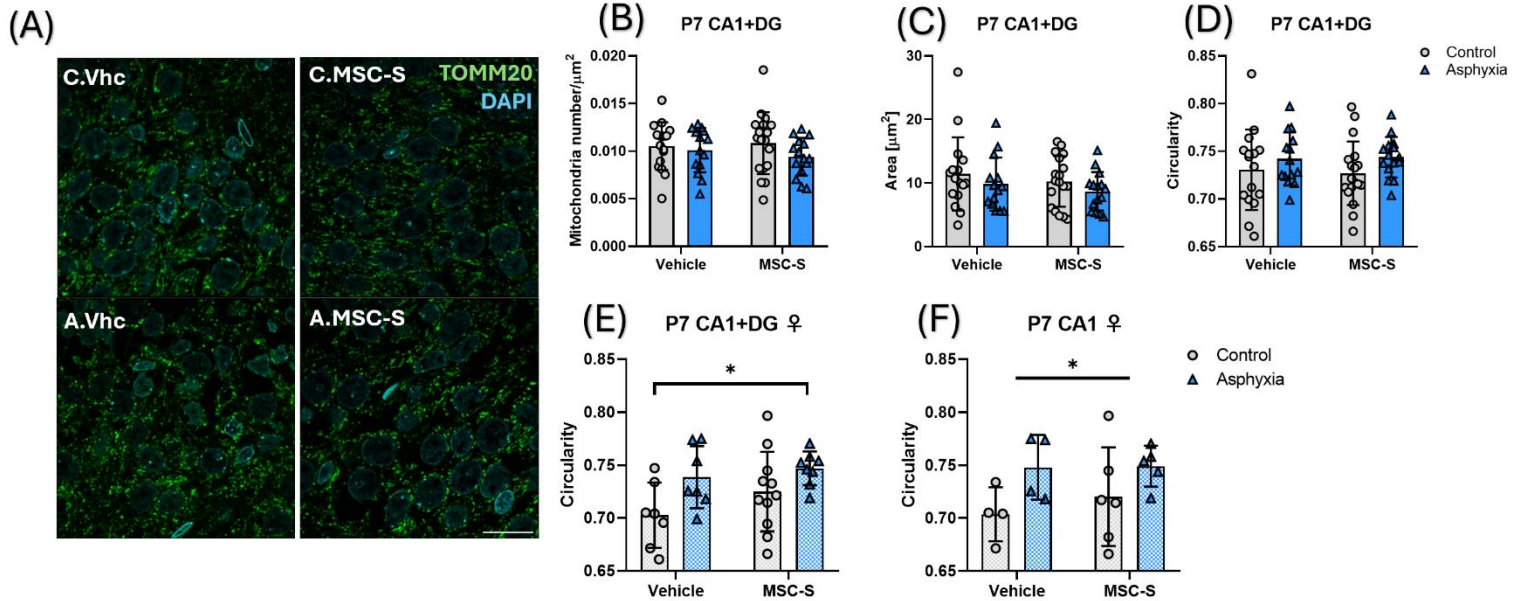 (A)
C.Vhc
C.MSC-S
TOMM20
DAPI
A.Vhc
A.MSC-S
(B)
P7 CA1+DG
Mitochondria number/μm²
0.020
0.015
0.010
0.005
0.000
Vehicle
MSC-S
(C)
P7 CA1+DG
Area [μm²]
30
20
10
0
Vehicle
MSC-S
(D)
P7 CA1+DG
Circularity
0.85
0.80
0.75
0.70
0.65
Vehicle
MSC-S
Control
Asphyxia
(E)
P7 CA1+DG ♀
Circularity
0.85
0.80
0.75
0.70
0.65
*
Vehicle
MSC-S
(F)
P7 CA1 ♀
Circularity
0.85
0.80
0.75
0.70
0.65
*
Vehicle
MSC-S
Control
Asphyxia